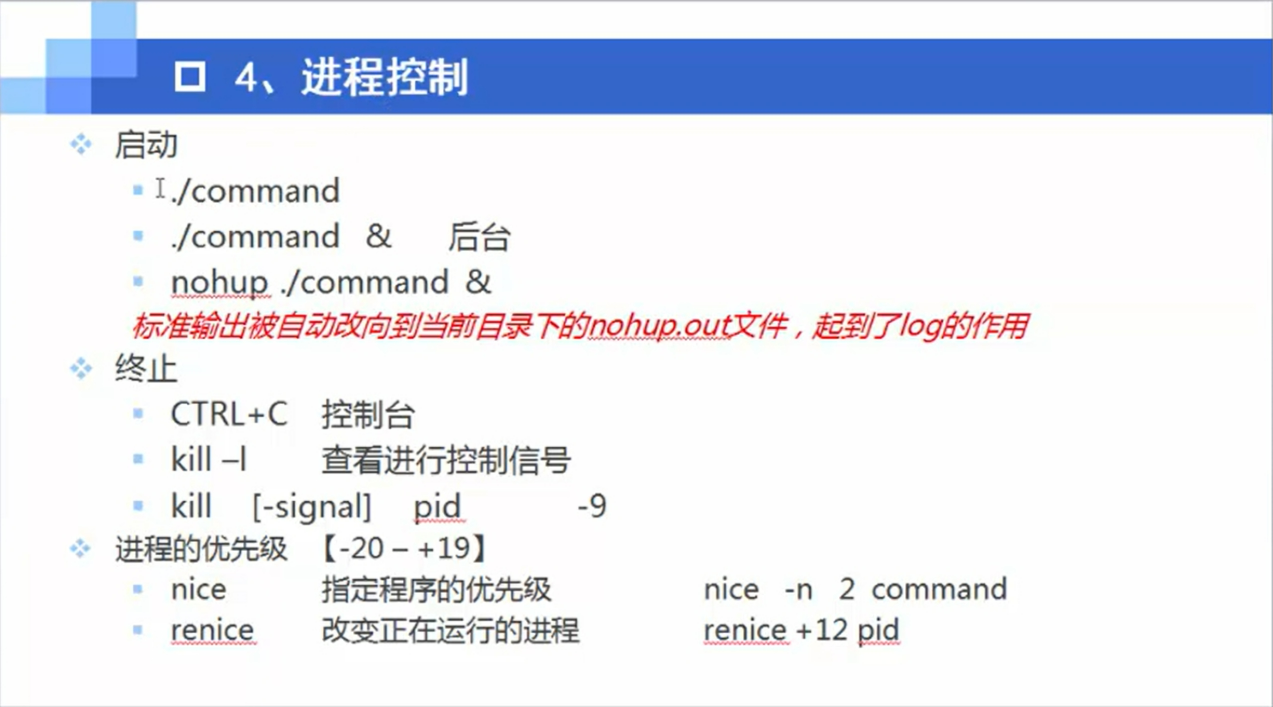 4、进程控制
启动
./command
./command & 后台
nohup ./command &
标准输出被自动改向到当前目录下的nohup.out文件，起到了log的作用
终止
CTRL+C 控制台
kill –l 查看进行控制信号
kill [-signal] pid -9
进程的优先级 【-20 – +19】
nice 指定程序的优先级 nice -n 2 command
renice 改变正在运行的进程 renice +12 pid